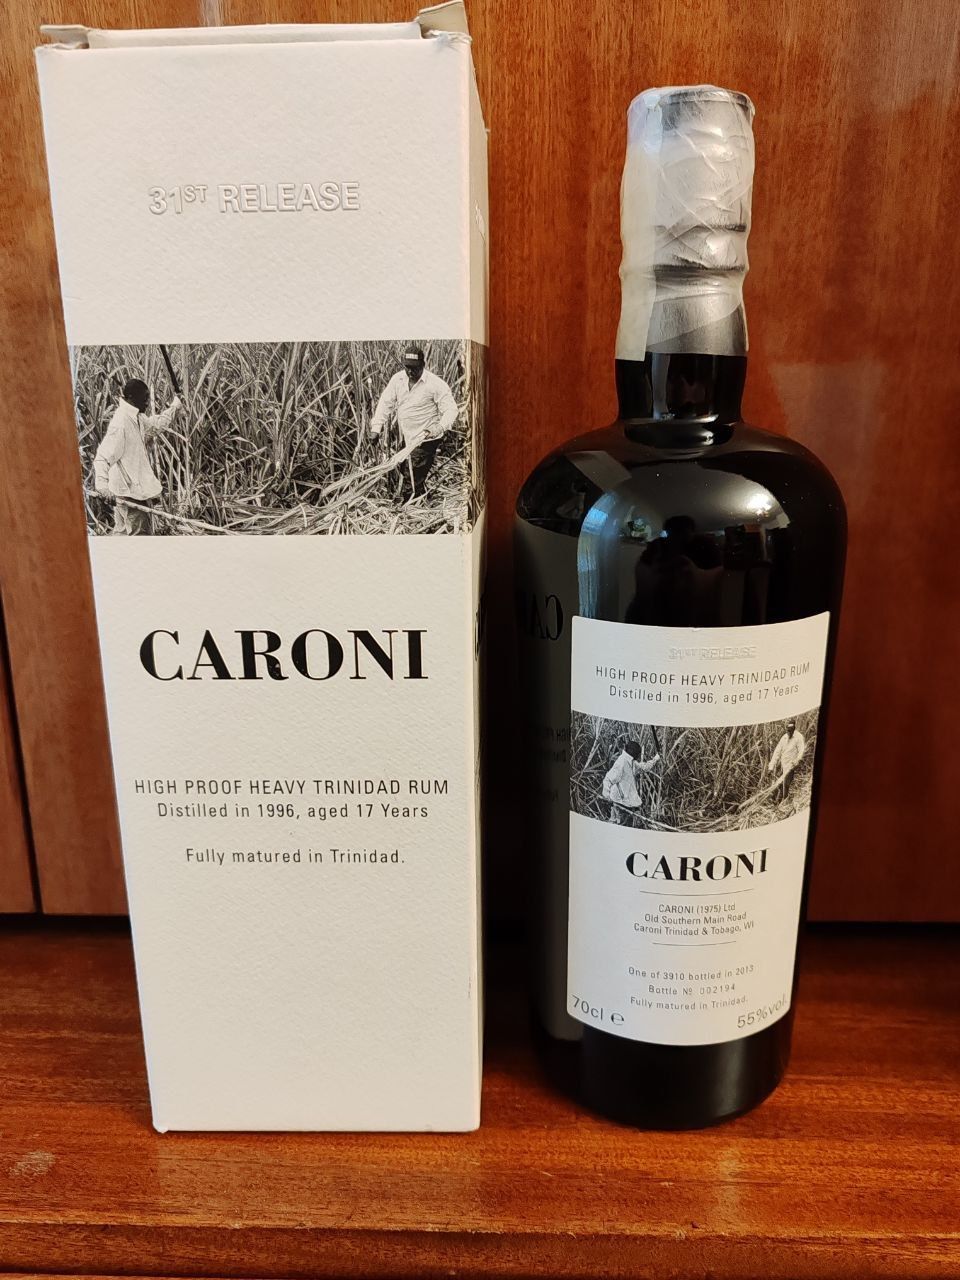 31ST RELEASE
CARONI
HIGH PROOF HEAVY TRINIDAD RUM
Distilled in 1996, aged 17 Years
Fully matured in Trinidad.
31ST RELEASE
HIGH PROOF HEAVY TRINIDAD RUM
Distilled in 1996, aged 17 Years
CARONI
CARONI (1975) Ltd
Old Southern Main Road
Caroni Trinidad & Tobago, WI
One of 3910 bottled in 2013
Bottle № 002194
Fully matured in Trinidad.
70cl ℮
55%vol.